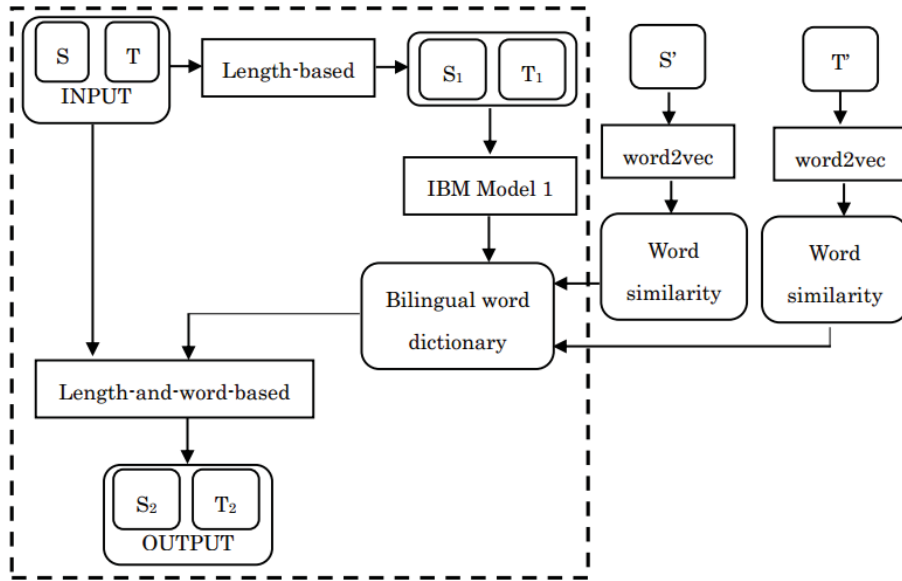 S T
INPUT
Length-based
S₁ T₁
S’
T’
word2vec
word2vec
IBM Model 1
Word
similarity
Word
similarity
Bilingual word
dictionary
Length-and-word-based
S₂ T₂
OUTPUT